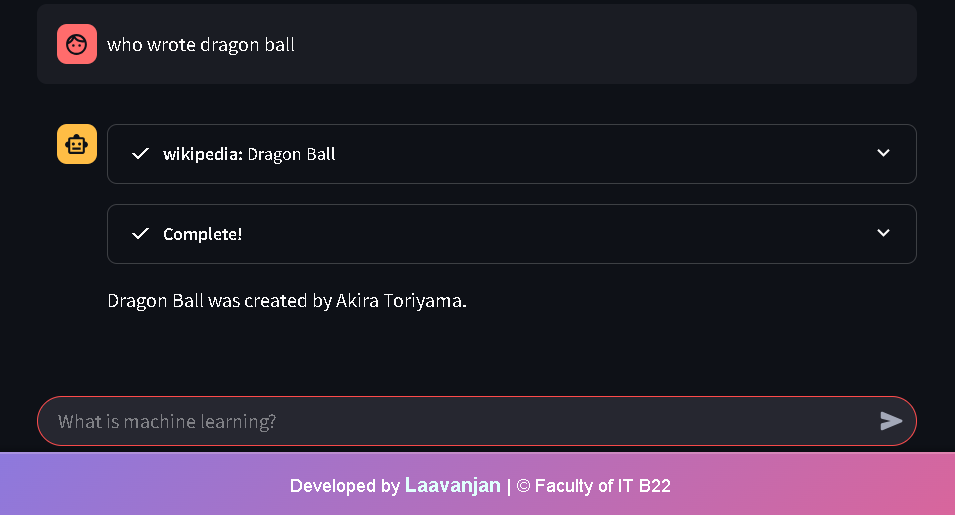 who wrote dragon ball
wikipedia: Dragon Ball
Complete!
Dragon Ball was created by Akira Toriyama.
What is machine learning?
Developed by Laavanjan | © Faculty of IT B22